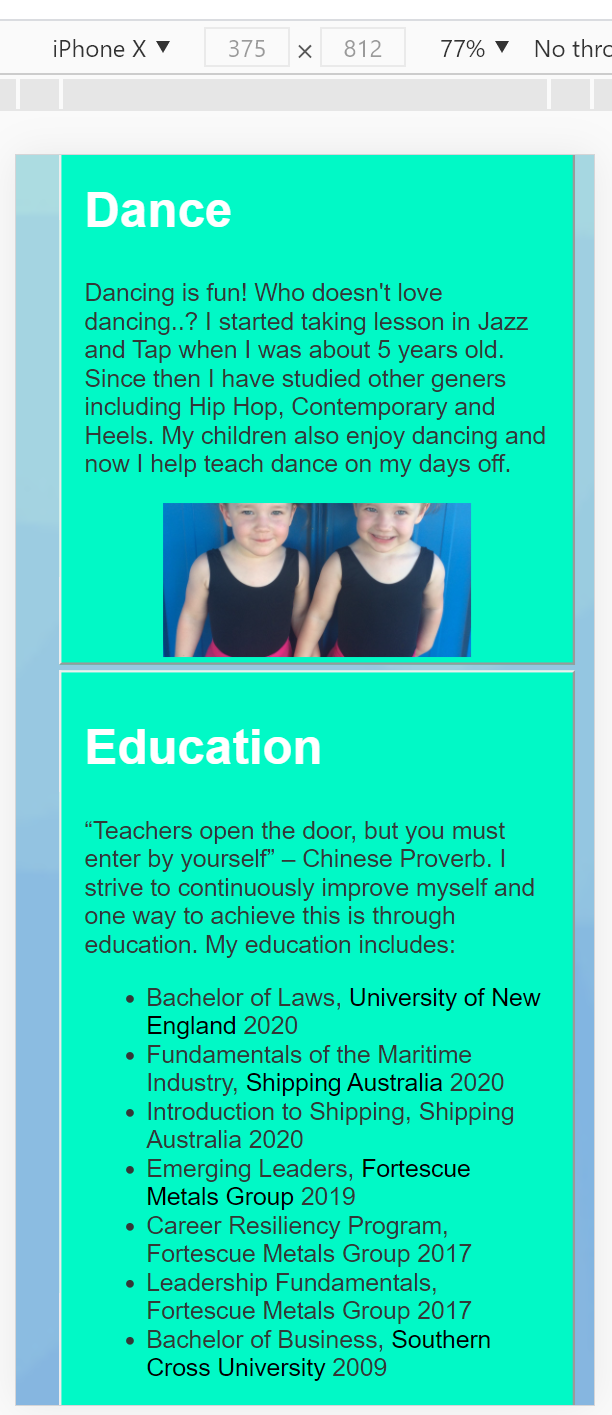 iPhone X ▼ 375 × 812 77% ▼ No thro
Dance
Dancing is fun! Who doesn't love
dancing..? I started taking lesson in Jazz
and Tap when I was about 5 years old.
Since then I have studied other geners
including Hip Hop, Contemporary and
Heels. My children also enjoy dancing and
now I help teach dance on my days off.
Education
“Teachers open the door, but you must
enter by yourself” – Chinese Proverb. I
strive to continuously improve myself and
one way to achieve this is through
education. My education includes:
• Bachelor of Laws, University of New
England 2020
• Fundamentals of the Maritime
Industry, Shipping Australia 2020
• Introduction to Shipping, Shipping
Australia 2020
• Emerging Leaders, Fortescue
Metals Group 2019
• Career Resiliency Program,
Fortescue Metals Group 2017
• Leadership Fundamentals,
Fortescue Metals Group 2017
• Bachelor of Business, Southern
Cross University 2009